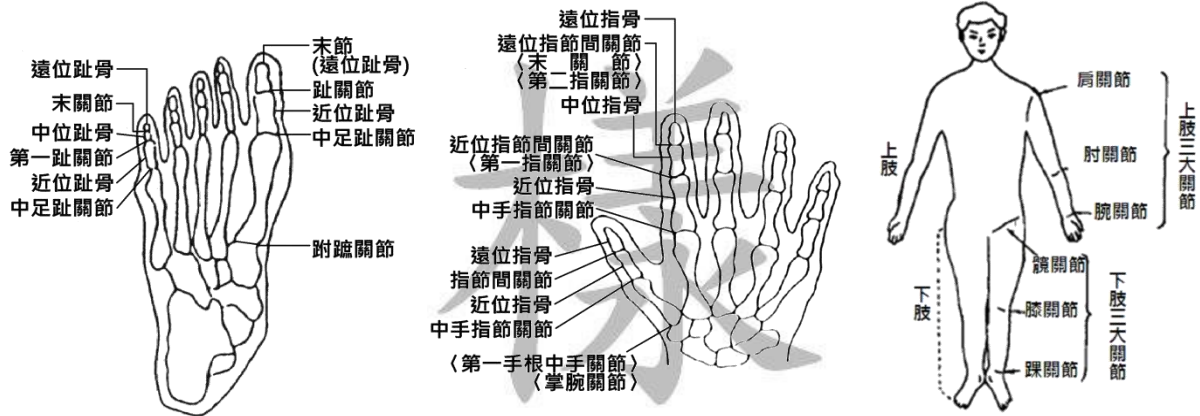 末節
(遠位趾骨)
趾關節
近位趾骨
中足趾關節
跗蹠關節
遠位趾骨
末關節
中位趾骨
第一趾關節
近位趾骨
中足趾關節
遠位指骨
遠位指節間關節
〈末關節〉
〈第二指關節〉
中位指骨
近位指節間關節
〈第一指關節〉
近位指骨
中手指節關節
遠位指骨
指節間關節
近位指骨
中手指節關節
〈第一手根中手關節〉
〈掌腕關節〉
樣
上肢
下肢
肩關節
肘關節
腕關節
上肢三大關節
髖關節
膝關節
踝關節
下肢三大關節